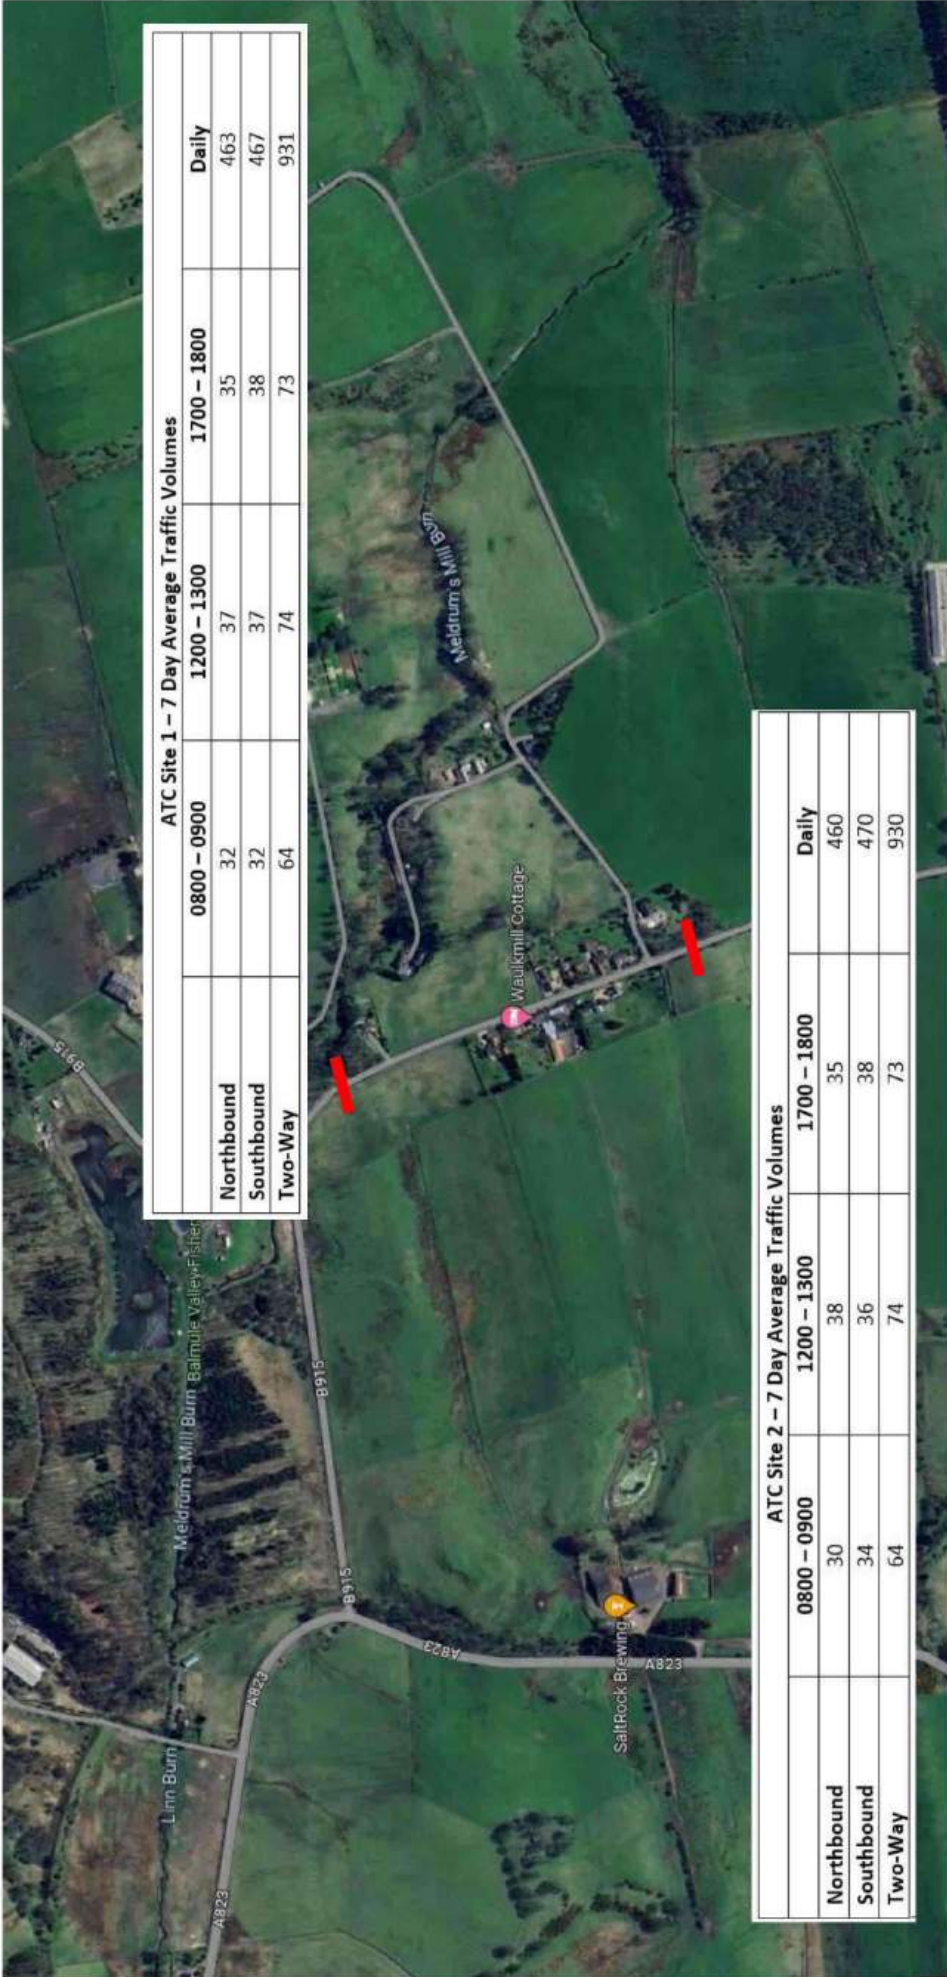 ATC Site 1 – 7 Day Average Traffic Volumes
0800 – 0900 1200 – 1300 1700 – 1800 Daily
Northbound 32 37 35 463
Southbound 32 37 38 467
Two-Way 64 74 73 931
B915
Meldrum's Mill Burn
Balmule Valley Fisher
B915
B915
Linn Burn
A823
A823
A823
A823
SaltRock Brewing
Meldrum's Mill Burn
Waulkmill Cottage
ATC Site 2 – 7 Day Average Traffic Volumes
0800 – 0900 1200 – 1300 1700 – 1800 Daily
Northbound 30 38 35 460
Southbound 34 36 38 470
Two-Way 64 74 73 930